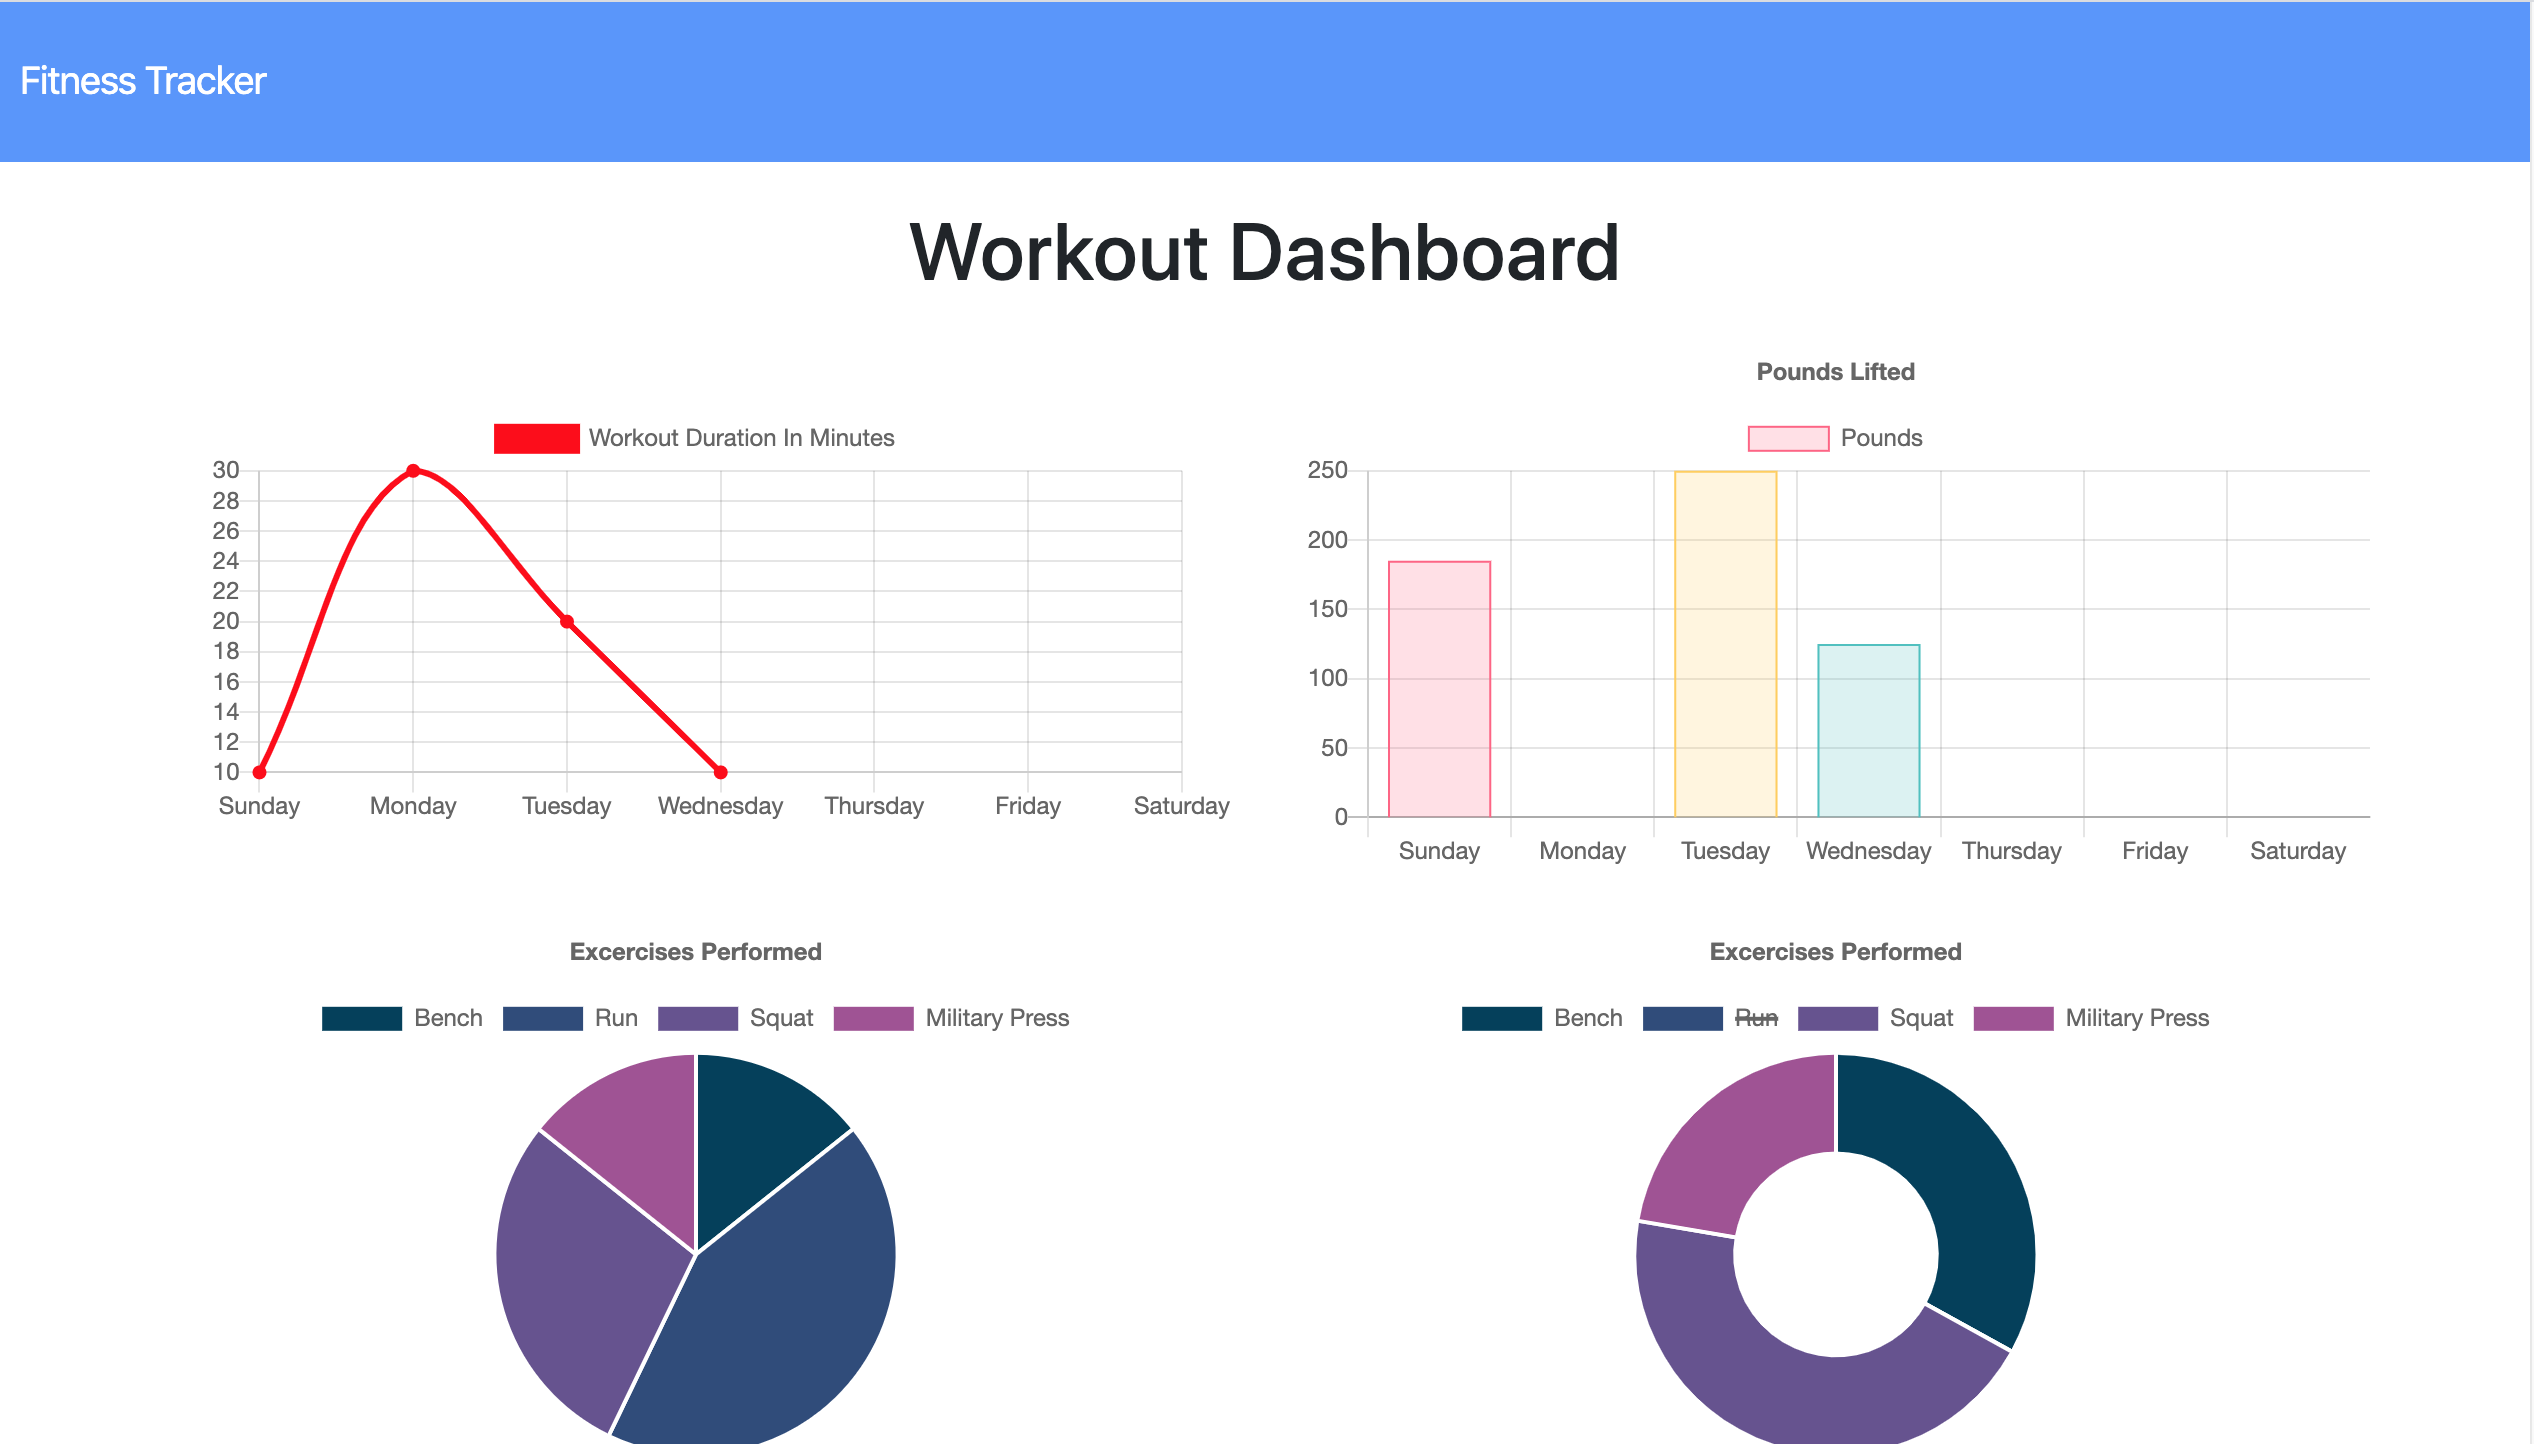 Fitness Tracker
Workout Dashboard
Workout Duration In Minutes
30
28
26
24
22
20
18
16
14
12
10
Sunday Monday Tuesday Wednesday Thursday Friday Saturday
Pounds Lifted
Pounds
250
200
150
100
50
0
Sunday Monday Tuesday Wednesday Thursday Friday Saturday
Excercises Performed
Bench Run Squat Military Press
Excercises Performed
Bench Run Squat Military Press